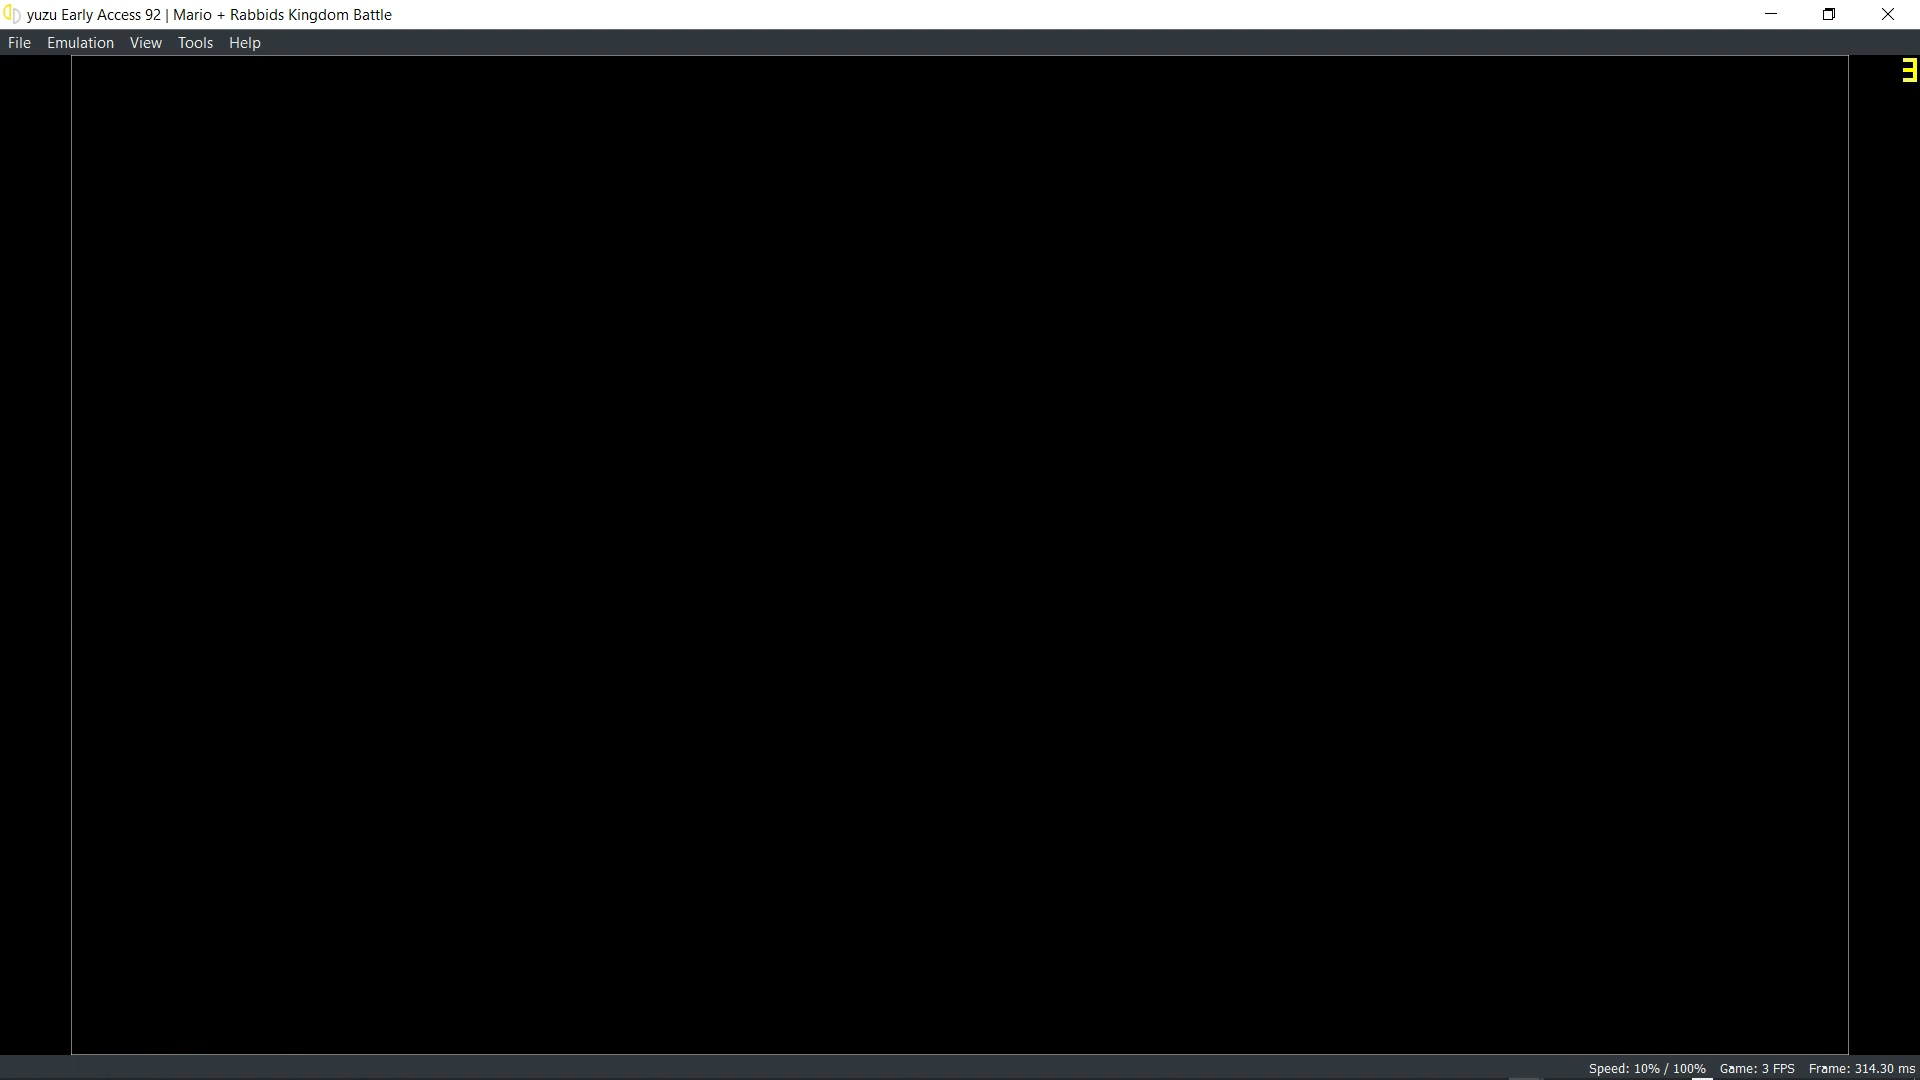 yuzu Early Access 92 | Mario + Rabbids Kingdom Battle
File Emulation View Tools Help
3
Speed: 10% / 100% Game: 3 FPS Frame: 314.30 ms